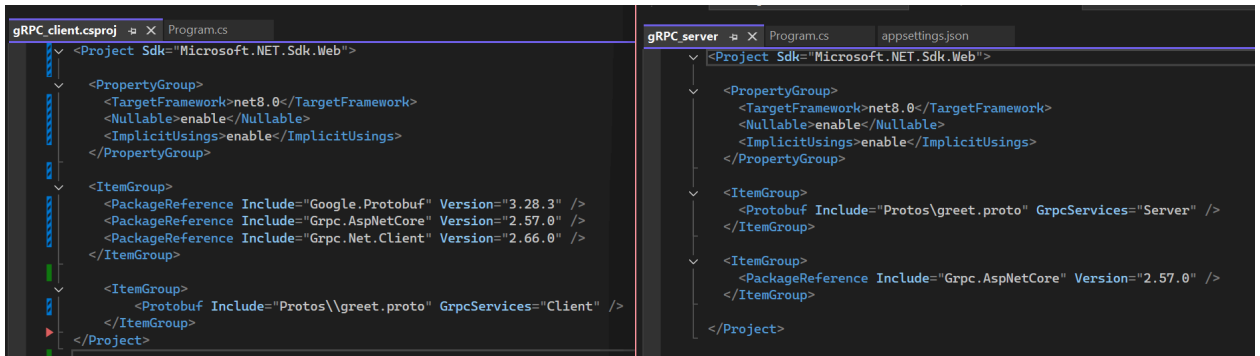 gRPC_client.csproj
Program.cs
<Project Sdk="Microsoft.NET.Sdk.Web">
<PropertyGroup>
<TargetFramework>net8.0</TargetFramework>
<Nullable>enable</Nullable>
<ImplicitUsings>enable</ImplicitUsings>
</PropertyGroup>
<ItemGroup>
<PackageReference Include="Google.Protobuf" Version="3.28.3" />
<PackageReference Include="Grpc.AspNetCore" Version="2.57.0" />
<PackageReference Include="Grpc.Net.Client" Version="2.66.0" />
</ItemGroup>
<ItemGroup>
<Protobuf Include="Protos\\greet.proto" GrpcServices="Client" />
</ItemGroup>
</Project>
gRPC_server
Program.cs
appsettings.json
<Project Sdk="Microsoft.NET.Sdk.Web">
<PropertyGroup>
<TargetFramework>net8.0</TargetFramework>
<Nullable>enable</Nullable>
<ImplicitUsings>enable</ImplicitUsings>
</PropertyGroup>
<ItemGroup>
<Protobuf Include="Protos\greet.proto" GrpcServices="Server" />
</ItemGroup>
<ItemGroup>
<PackageReference Include="Grpc.AspNetCore" Version="2.57.0" />
</ItemGroup>
</Project>